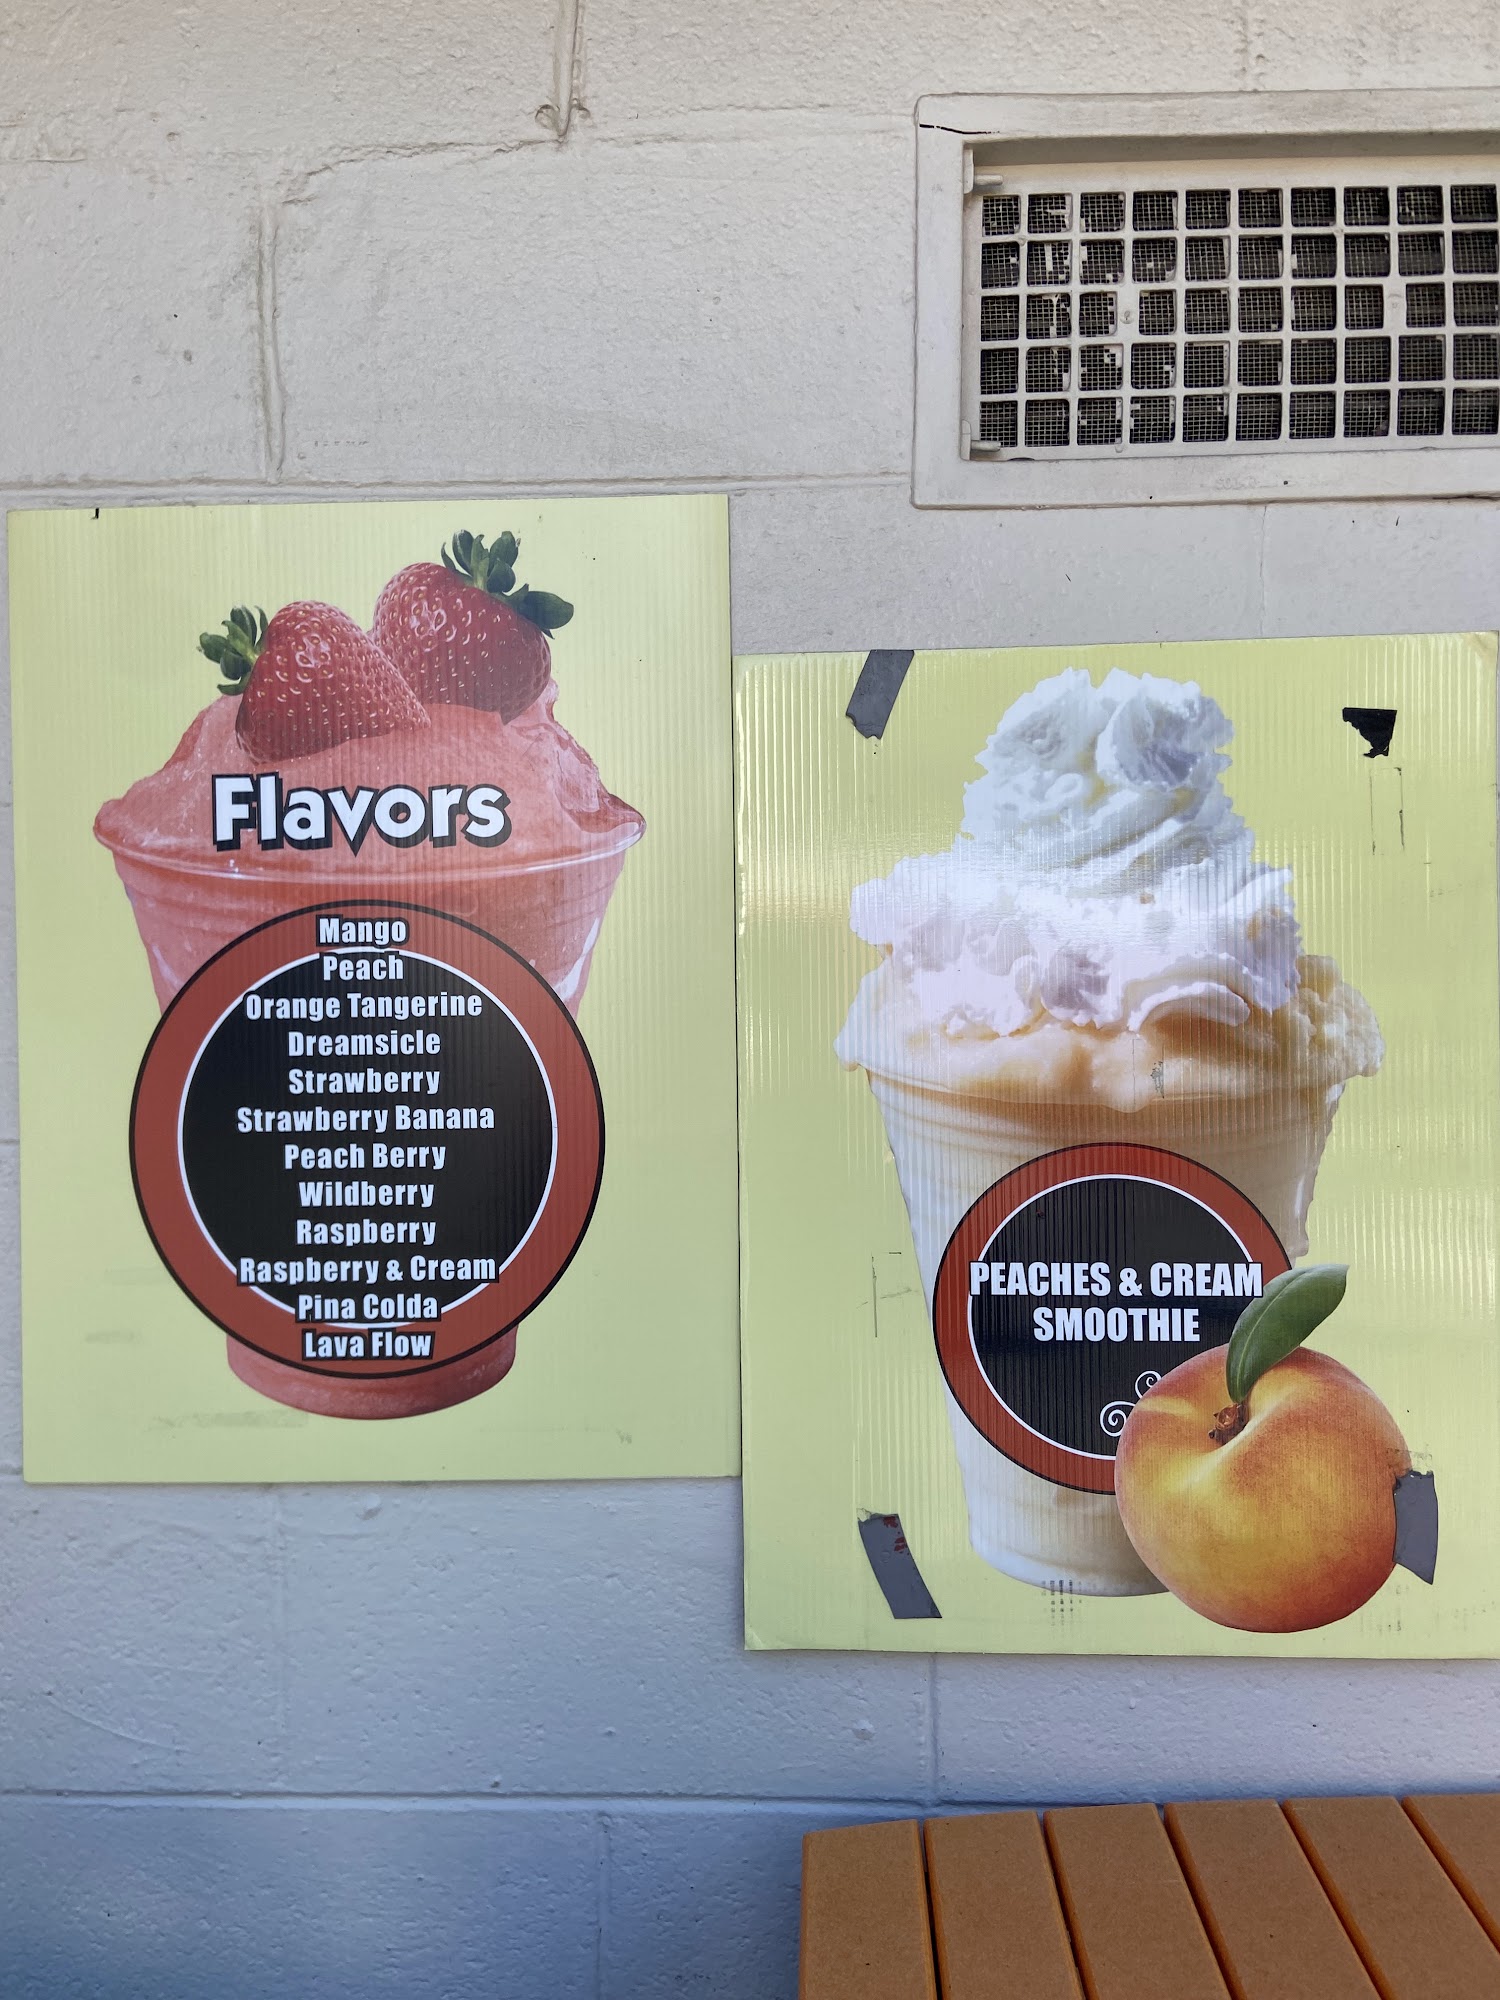 Flavors
Mango
Peach
Orange Tangerine
Dreamsicle
Strawberry
Strawberry Banana
Peach Berry
Wildberry
Raspberry
Raspberry & Cream
Pina Colda
Lava Flow
PEACHES & CREAM
SMOOTHIE